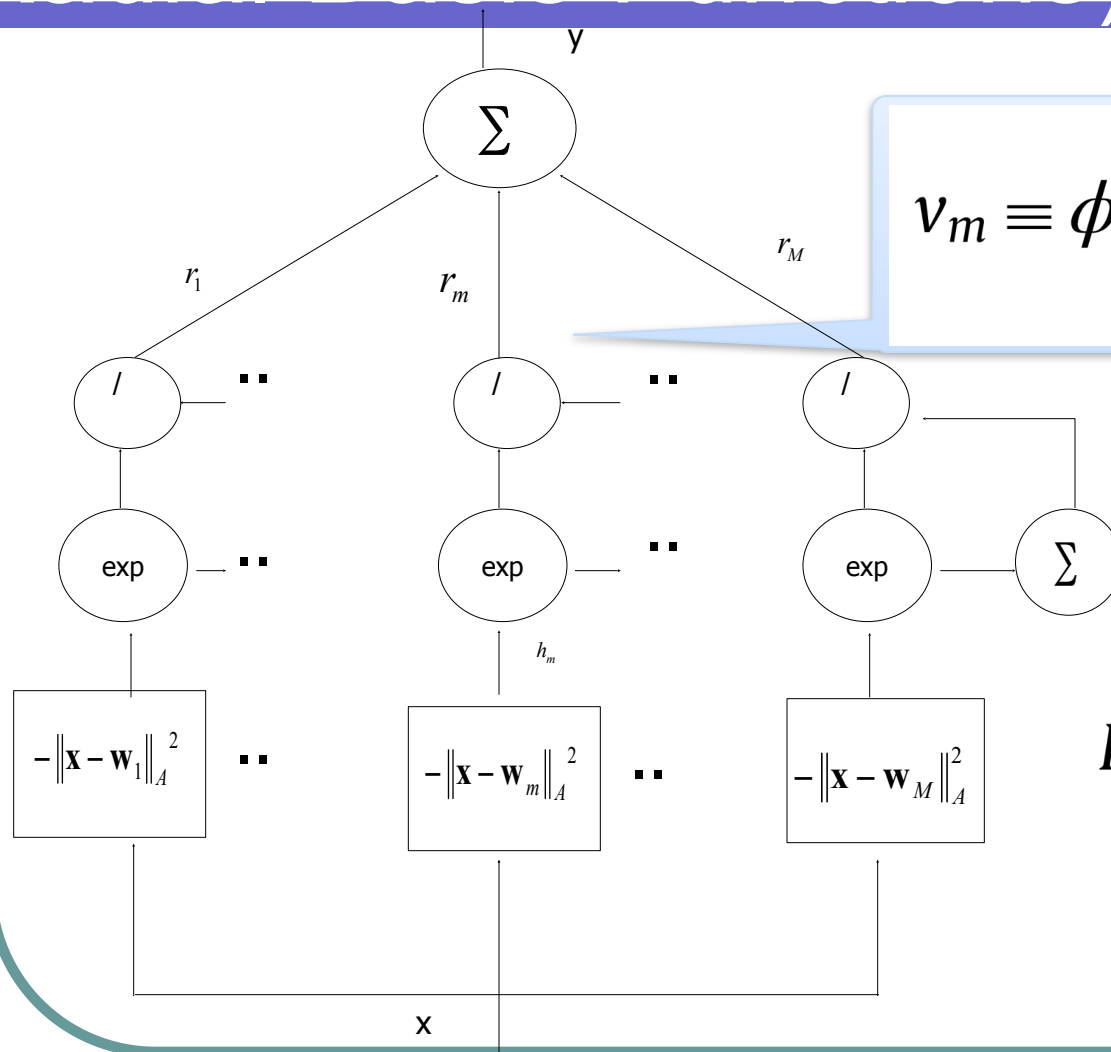 y
∑
v_m ≡ ϕ
r_1
r_m
r_M
/ ▪▪ / ▪▪ /
exp ▪▪ exp ▪▪ exp ∑
h_m
−‖x − w_1‖_A^2 ▪▪ −‖x − w_m‖_A^2 ▪▪ −‖x − w_M‖_A^2
x